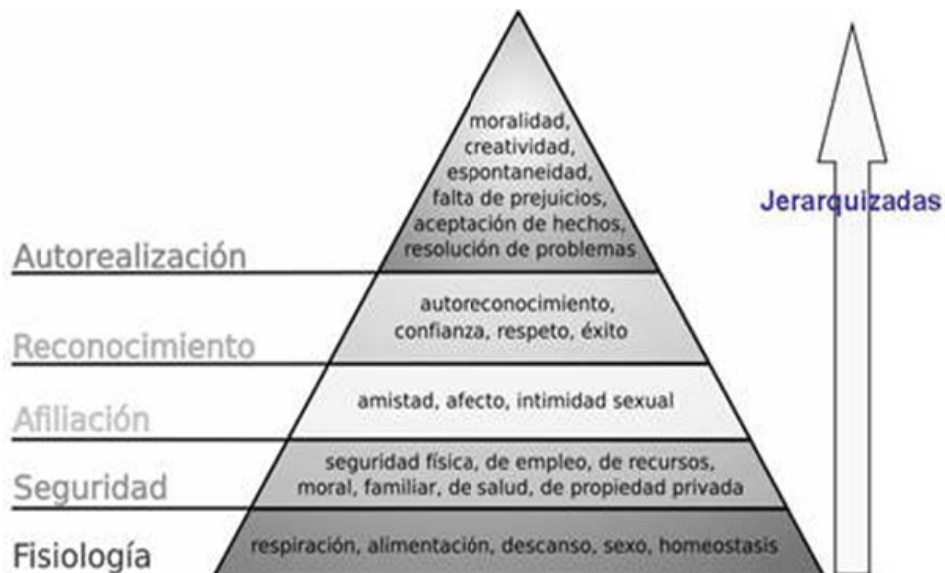 moralidad,
creatividad,
espontaneidad,
falta de prejuicios,
aceptación de hechos,
resolución de problemas
Autorealización
autoreconocimiento,
confianza, respeto, éxito
Reconocimiento
amistad, afecto, intimidad sexual
Afiliación
seguridad física, de empleo, de recursos,
moral, familiar, de salud, de propiedad privada
Seguridad
respiración, alimentación, descanso, sexo, homeostasis
Fisiología
Jerarquizadas